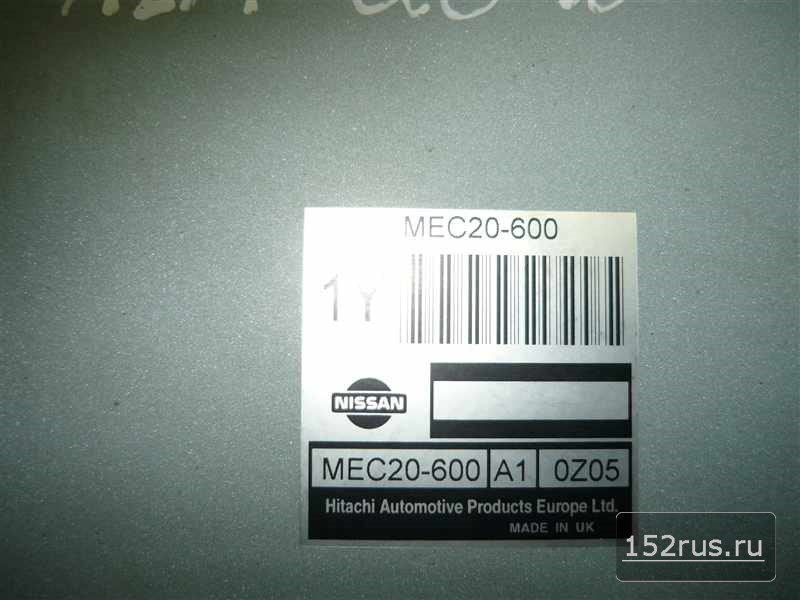 MEC20-600
1Y
NISSAN
MEC20-600 A1 0Z05
Hitachi Automotive Products Europe Ltd.
MADE IN UK
152rus.ru